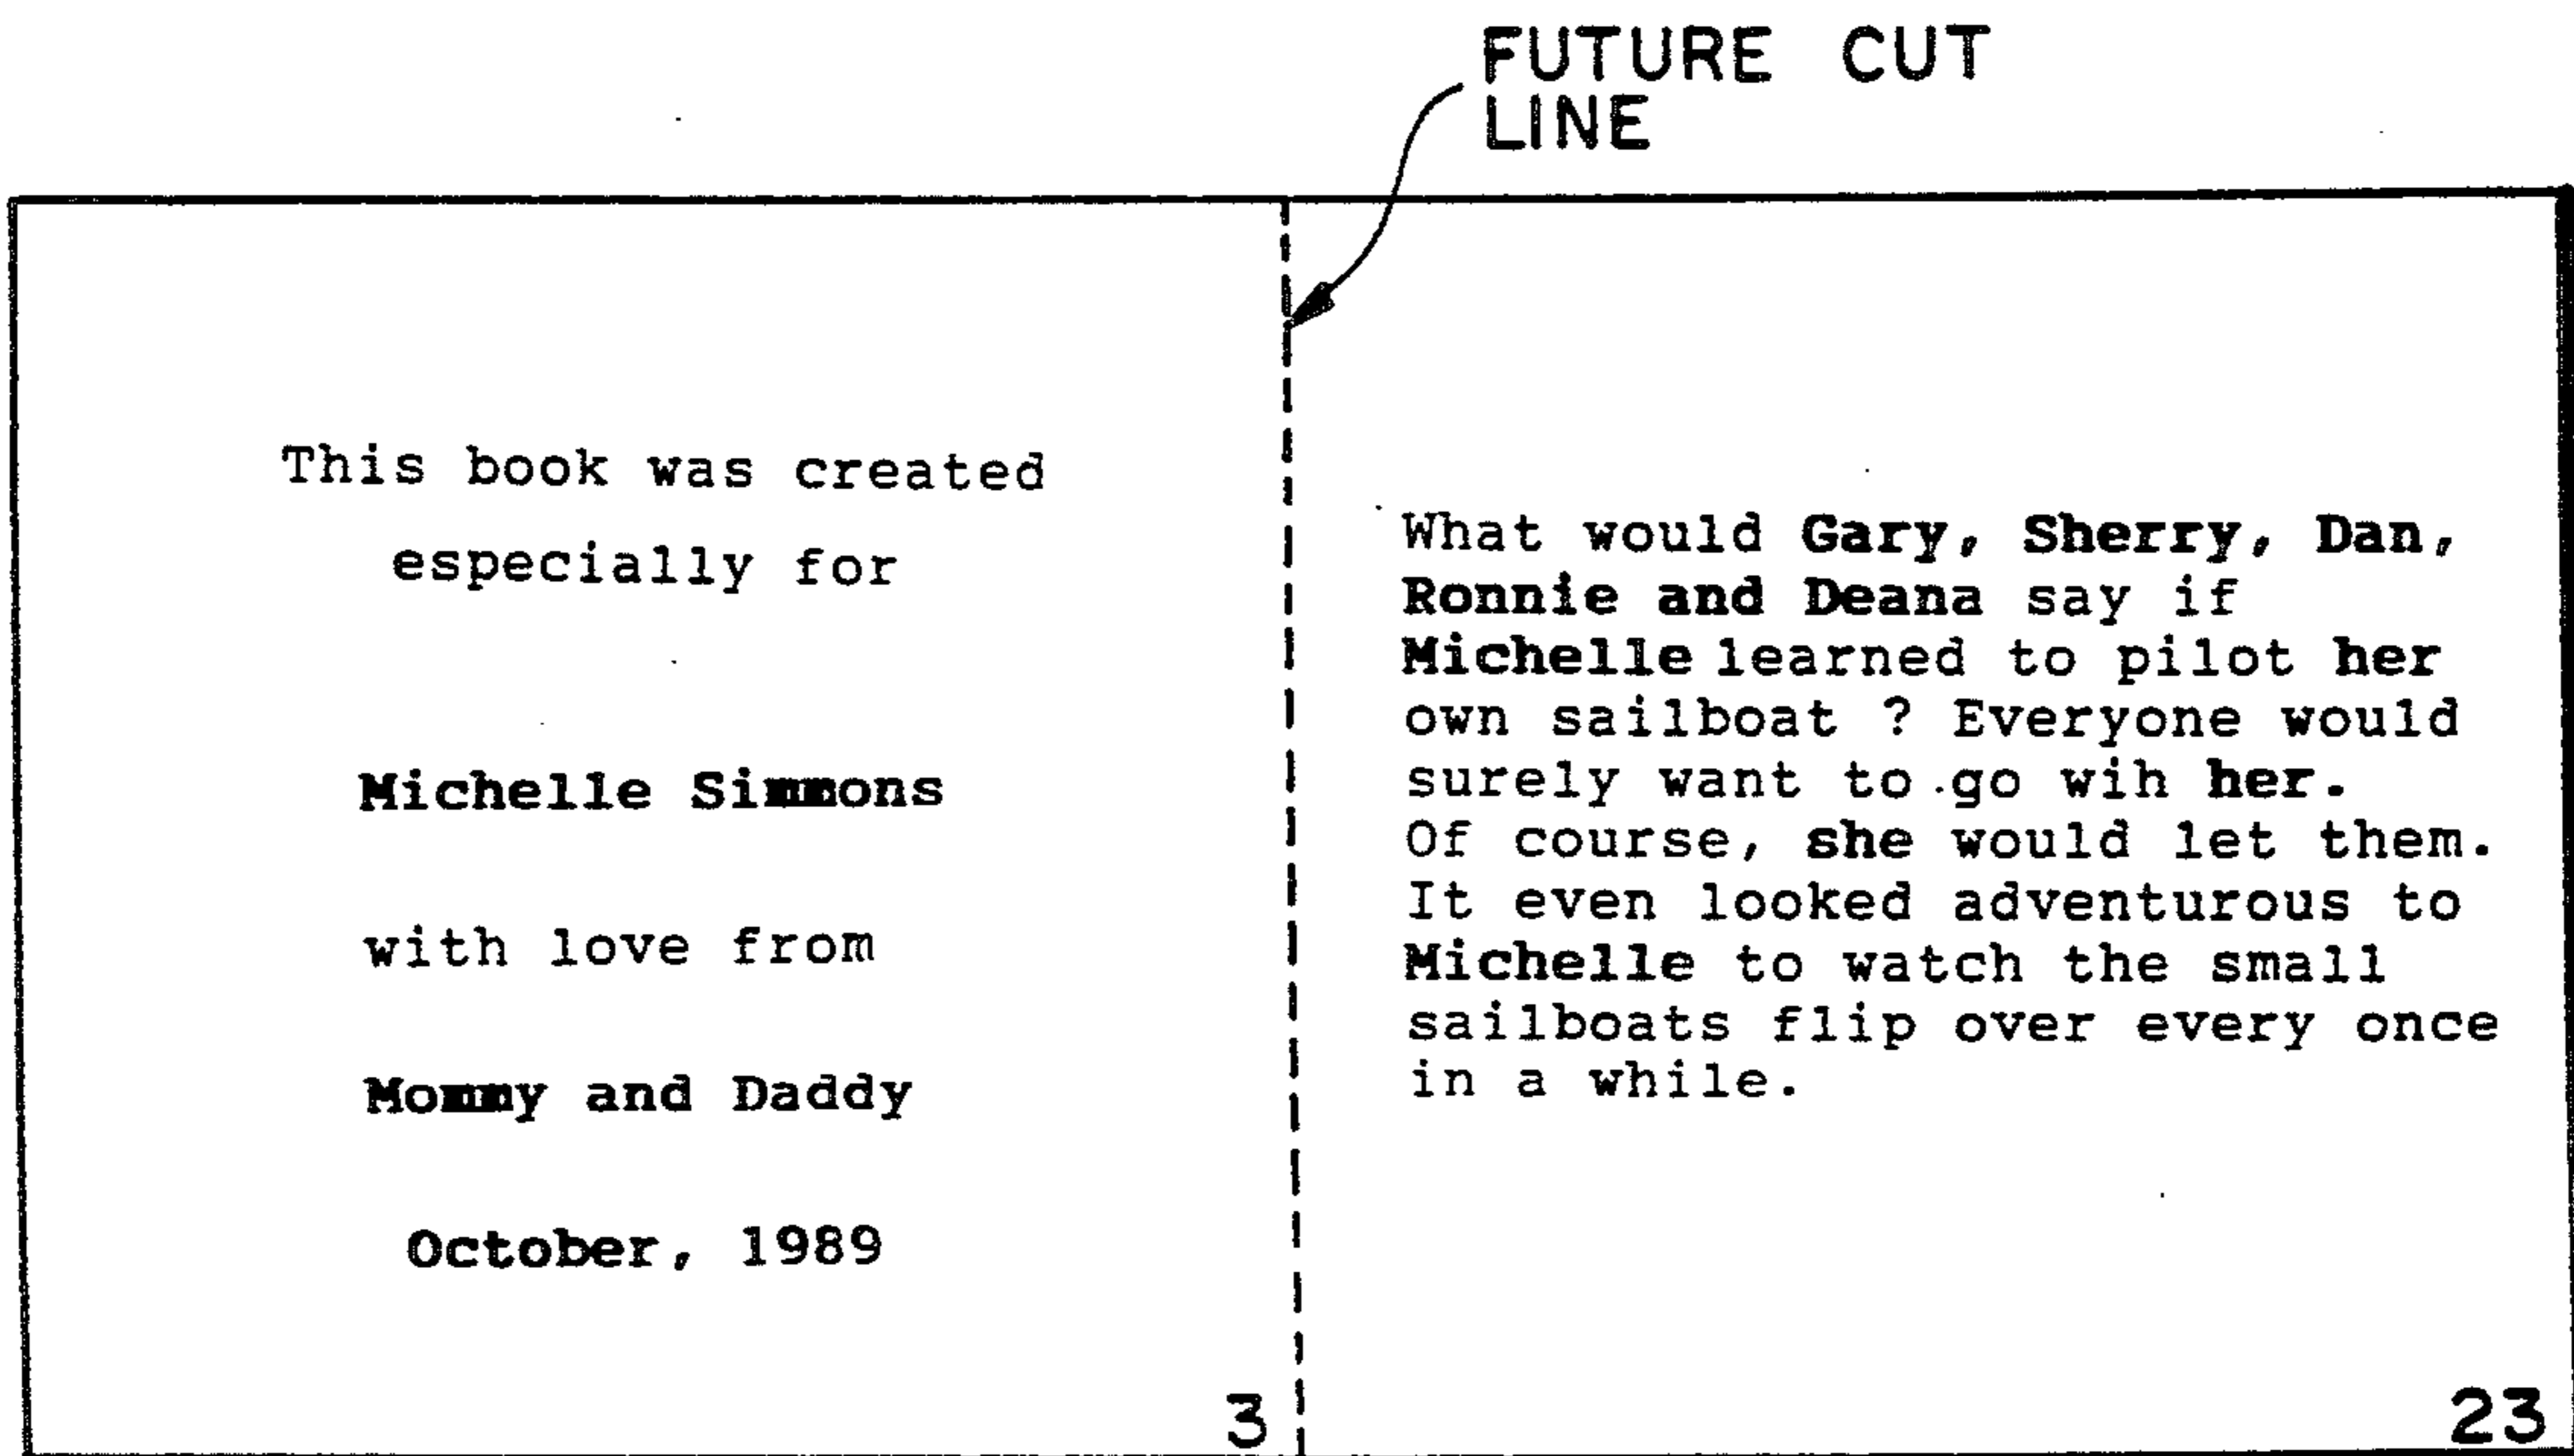 FUTURE CUT
LINE
This book was created
especially for
Michelle Simmons
with love from
Mommy and Daddy
October, 1989
3
What would Gary, Sherry, Dan,
Ronnie and Deana say if
Michelle learned to pilot her
own sailboat ? Everyone would
surely want to go wih her.
Of course, she would let them.
It even looked adventurous to
Michelle to watch the small
sailboats flip over every once
in a while.
23